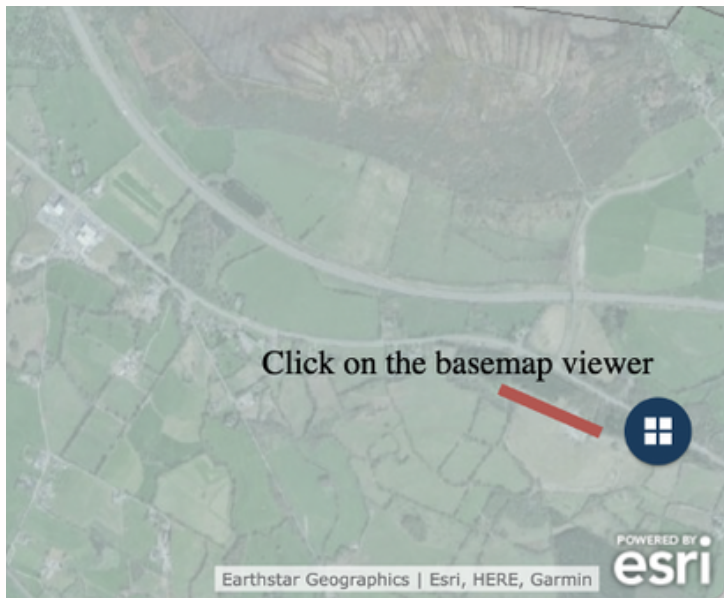 Click on the basemap viewer
POWERED BY
esri
Earthstar Geographics | Esri, HERE, Garmin